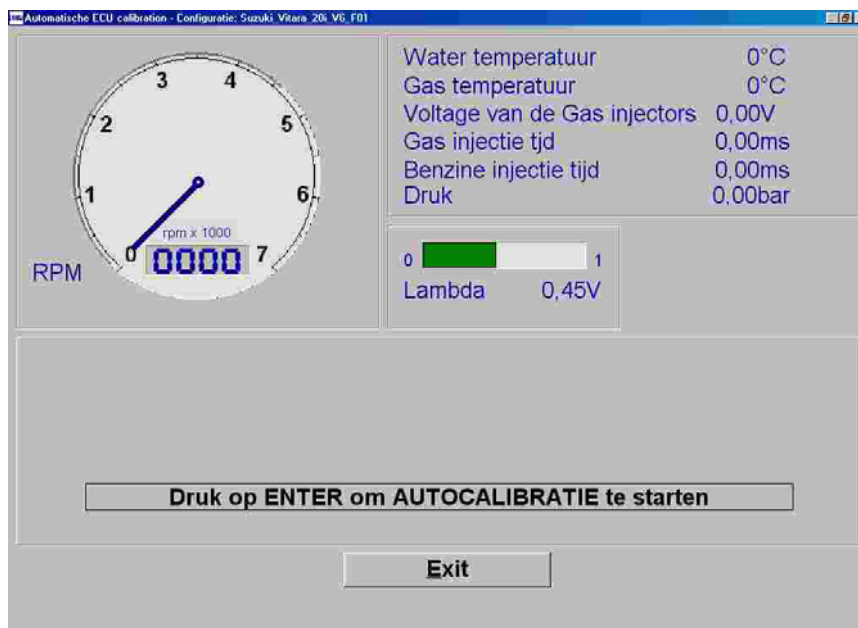 Automatische ECU calibration - Configuratie: Suzuki_Vitara_20i_V6_F01
3 4
2 5
1 6
rpm x 1000
0 0000 7
RPM
Water temperatuur 0°C
Gas temperatuur 0°C
Voltage van de Gas injectors 0,00V
Gas injectie tjd 0,00ms
Benzine injectie tijd 0,00ms
Druk 0,00bar
0 1
Lambda 0,45V
Druk op ENTER om AUTOCALIBRATIE te starten
Exit